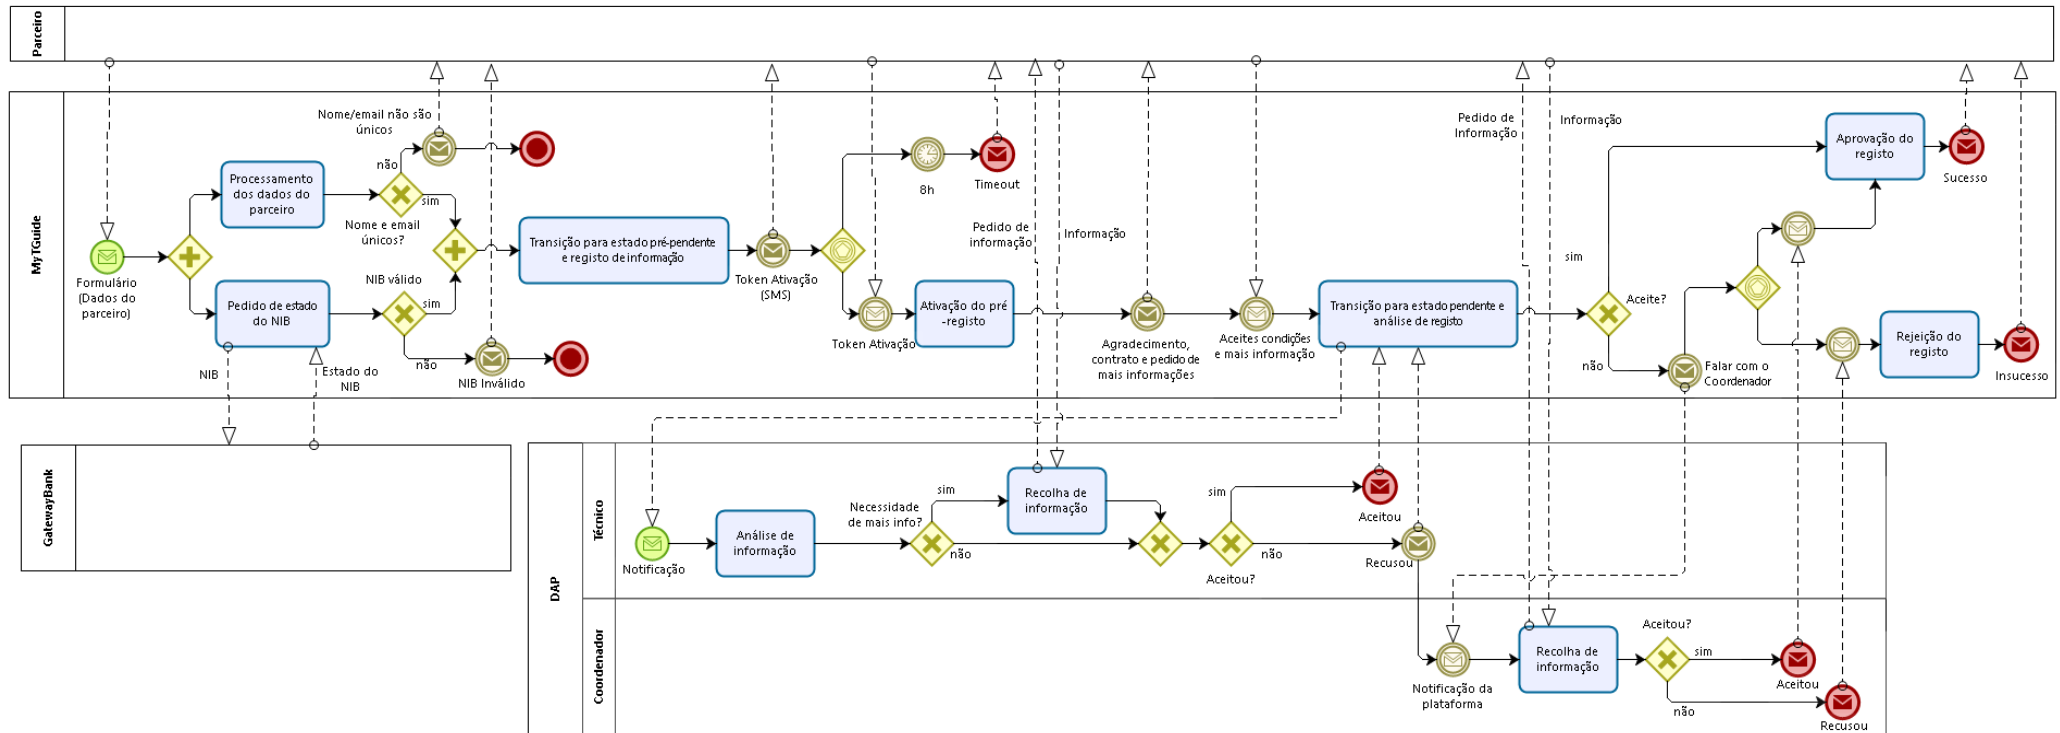 Parceiro
MyTGuide
Formulário
(Dados do
parceiro)
Processamento
dos dados do
parceiro
Nome/email não são
únicos
não
sim
Nome e email
únicos?
Pedido de estado
do NIB
NIB válido
sim
não
NIB Inválido
NIB
Estado do
NIB
Transição para estado pré-pendente
e registo de informação
Token Ativação
(SMS)
8h
Timeout
Token Ativação
Ativação do pré
-registo
Pedido de
informação
Informação
Agradecimento,
contrato e pedido de
mais informações
Aceites condições
e mais informação
Transição para estado pendente e
análise de registo
Pedido de
Informação
Informação
sim
Aceite?
não
Falar com o
Coordenador
Aprovação do
registo
Sucesso
Rejeição do
registo
Insucesso
GatewayBank
DAP
Técnico
Notificação
Análise de
informação
Necessidade
de mais info?
sim
não
Recolha de
informação
sim
Aceitou?
não
Aceitou
Recusou
Coordenador
Notificação da
plataforma
Recolha de
informação
Aceitou?
sim
não
Aceitou
Recusou